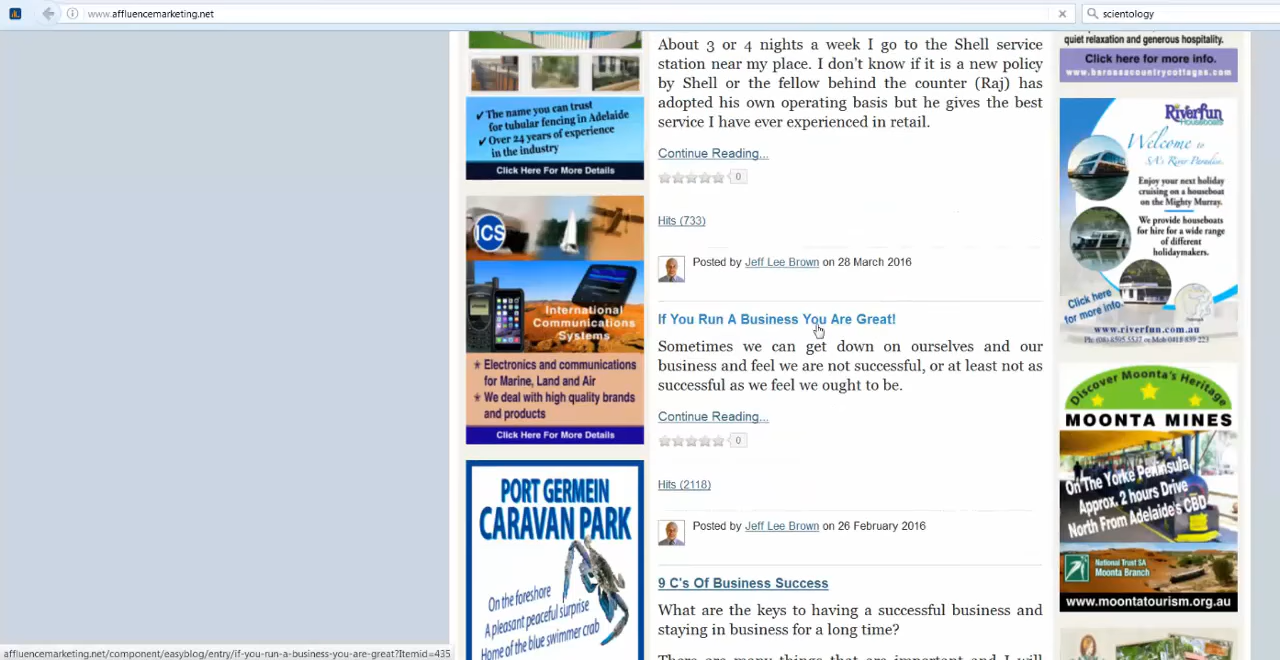 www.affluencemarketing.net
scientology
The name you can trust
for tubular fencing in Adelaide
Over 24 years of experience
in the industry
Click Here For More Details
ICS
International
Communications
Systems
Electronics and communications
for Marine, Land and Air
We deal with high quality brands
and products
Click Here For More Details
PORT GERMEIN
CARAVAN PARK
On the foreshore
A pleasant peaceful surprise
Home of the blue swimmer crab
About 3 or 4 nights a week I go to the Shell service
station near my place. I don't know if it is a new policy
by Shell or the fellow behind the counter (Raj) has
adopted his own operating basis but he gives the best
service I have ever experienced in retail.
Continue Reading...
0
Hits (733)
Posted by Jeff Lee Brown on 28 March 2016
If You Run A Business You Are Great!
Sometimes we can get down on ourselves and our
business and feel we are not successful, or at least not as
successful as we feel we ought to be.
Continue Reading...
0
Hits (2118)
Posted by Jeff Lee Brown on 26 February 2016
9 C's Of Business Success
What are the keys to having a successful business and
staying in business for a long time?
There are many things that are important and I will
quiet relaxation and generous hospitality.
Click here for more info.
www.barossacountrycottages.com
Riverfun
Houseboats
Welcome to
SA's River Paradise.
Enjoy your next holiday
cruising on a houseboat
on the Mighty Murray.
We provide houseboats
for hire for a wide range
of different
holidaymakers.
Click here
for more info.
www.riverfun.com.au
Discover Moonta's Heritage
MOONTA MINES
On The Yorke Peninsula
Approx. 2 hours Drive
North From Adelaide's CBD
National Trust SA
Moonta Branch
www.moontatourism.org.au
affluencemarketing.net/component/easyblog/entry/if-you-run-a-business-you-are-great?Itemid=435